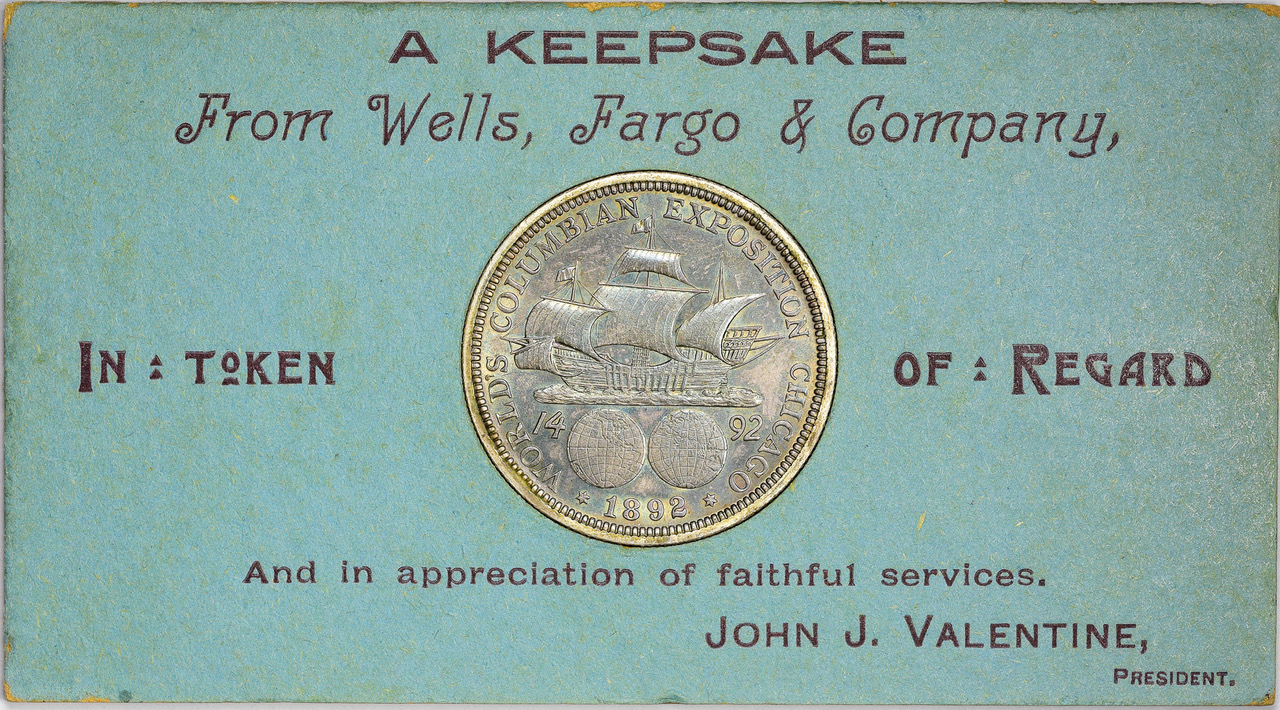 A KEEPSAKE
From Wells, Fargo & Company,
WORLD'S COLUMBIAN EXPOSITION CHICAGO
IN : TOKEN
OF : REGARD
14 92
1892
And in appreciation of faithful services.
JOHN J. VALENTINE,
PRESIDENT.